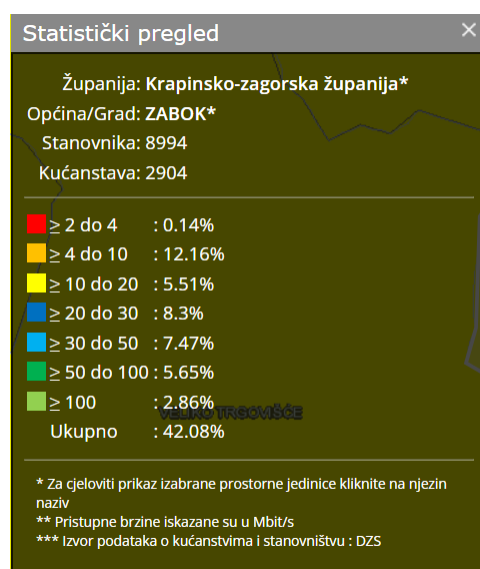 Statistički pregled ×
Županija: Krapinsko-zagorska županija*
Općina/Grad: ZABOK*
Stanovnika: 8994
Kućanstava: 2904
≥ 2 do 4 : 0.14%
≥ 4 do 10 : 12.16%
≥ 10 do 20 : 5.51%
≥ 20 do 30 : 8.3%
≥ 30 do 50 : 7.47%
≥ 50 do 100 : 5.65%
≥ 100 : 2.86%
VELIKO TRGOVIŠĆE
Ukupno : 42.08%
* Za cjeloviti prikaz izabrane prostorne jedinice kliknite na njezin
naziv
** Pristupne brzine iskazane su u Mbit/s
*** Izvor podataka o kućanstvima i stanovništvu : DZS